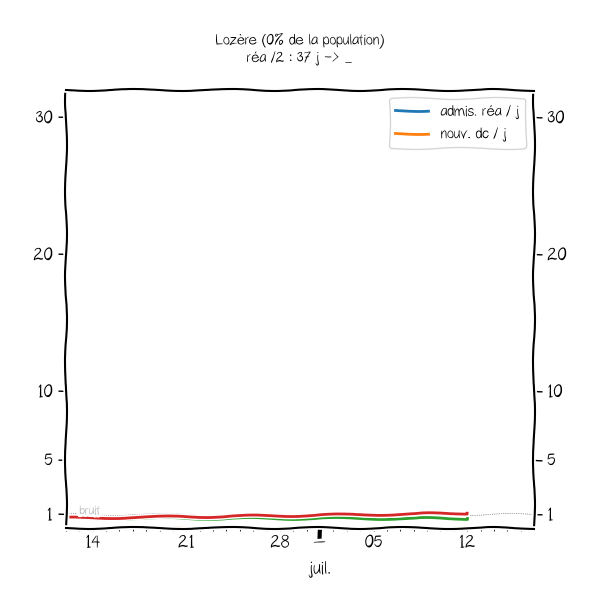 Lozère (0% de la population)
réa /2 : 37 j -> _
admis. réa / j
nouv. dc / j
30
30
20
20
10
10
5
5
bruit
1
1
14
21
28
05
12
juil.